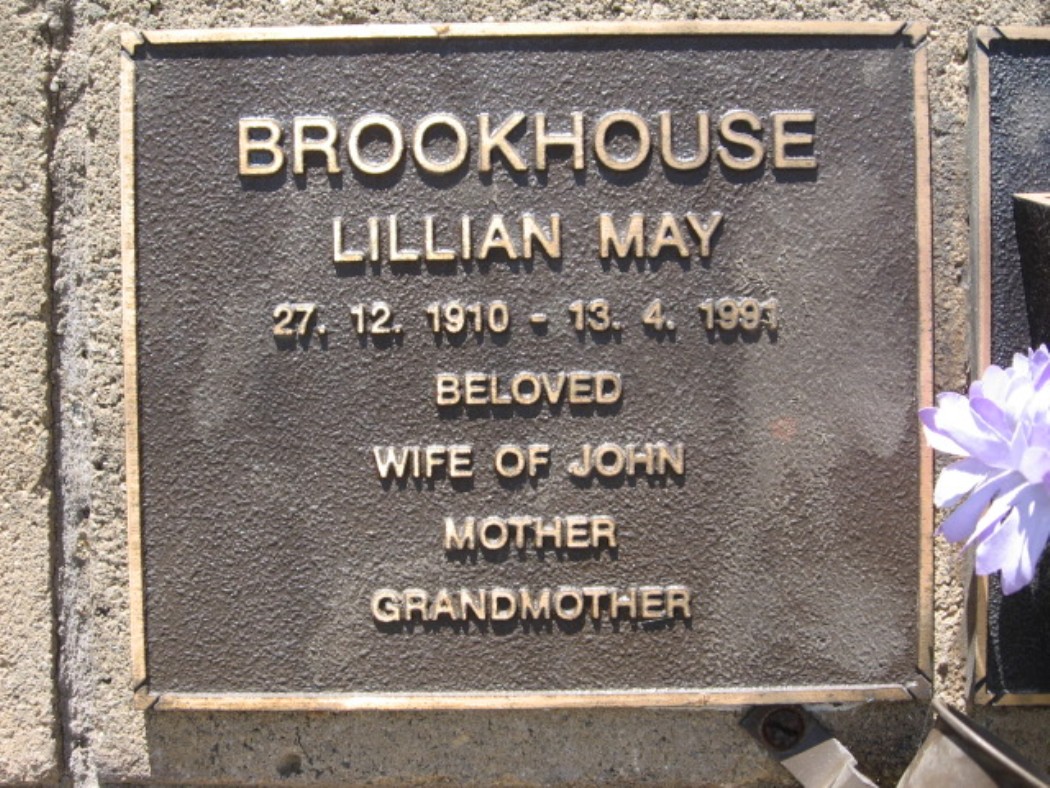 BROOKHOUSE
LILLIAN MAY
27. 12. 1910 - 13. 4. 1991
BELOVED
WIFE OF JOHN
MOTHER
GRANDMOTHER